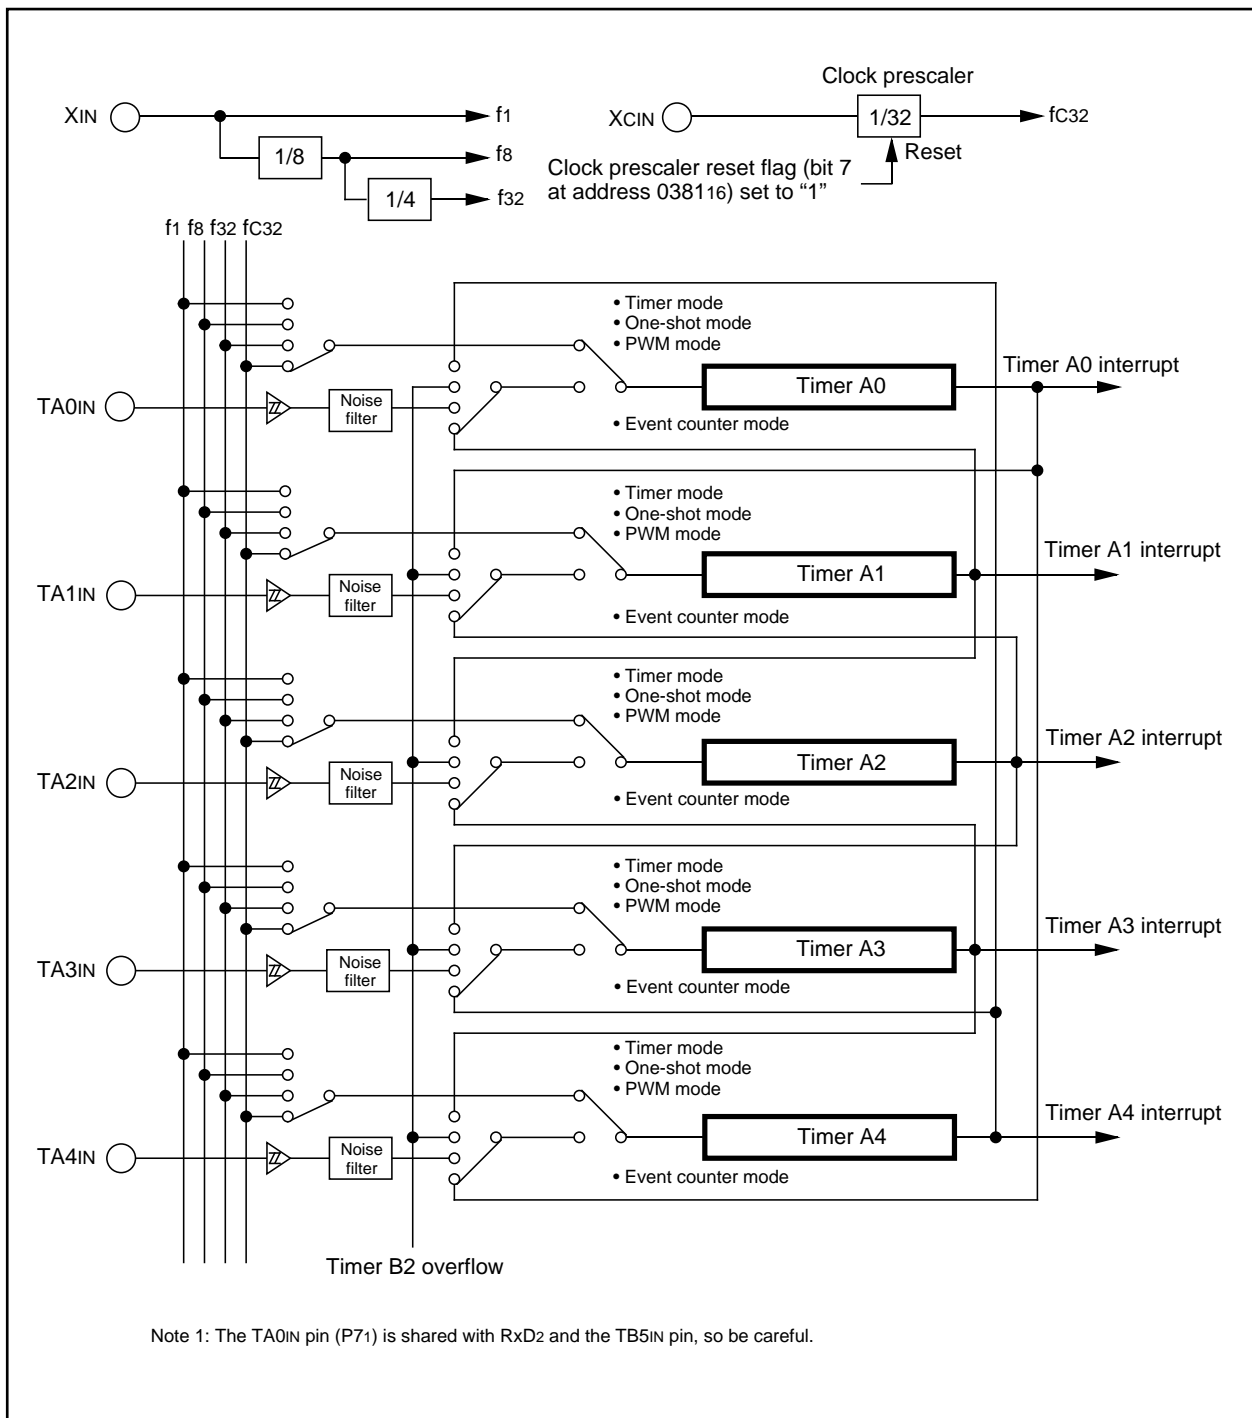 Clock prescaler
XIN
f1
XCIN
1/32
fC32
1/8
f8
Reset
Clock prescaler reset flag (bit 7
at address 038116) set to “1”
1/4
f32
f1 f8 f32 fC32
• Timer mode
• One-shot mode
• PWM mode
Timer A0 interrupt
Timer A0
TA0IN
Noise
filter
• Event counter mode
• Timer mode
• One-shot mode
• PWM mode
Timer A1 interrupt
Timer A1
TA1IN
Noise
filter
• Event counter mode
• Timer mode
• One-shot mode
• PWM mode
Timer A2 interrupt
Timer A2
TA2IN
Noise
filter
• Event counter mode
• Timer mode
• One-shot mode
• PWM mode
Timer A3 interrupt
Timer A3
TA3IN
Noise
filter
• Event counter mode
• Timer mode
• One-shot mode
• PWM mode
Timer A4 interrupt
Timer A4
TA4IN
Noise
filter
• Event counter mode
Timer B2 overflow
Note 1: The TA0IN pin (P71) is shared with RxD2 and the TB5IN pin, so be careful.